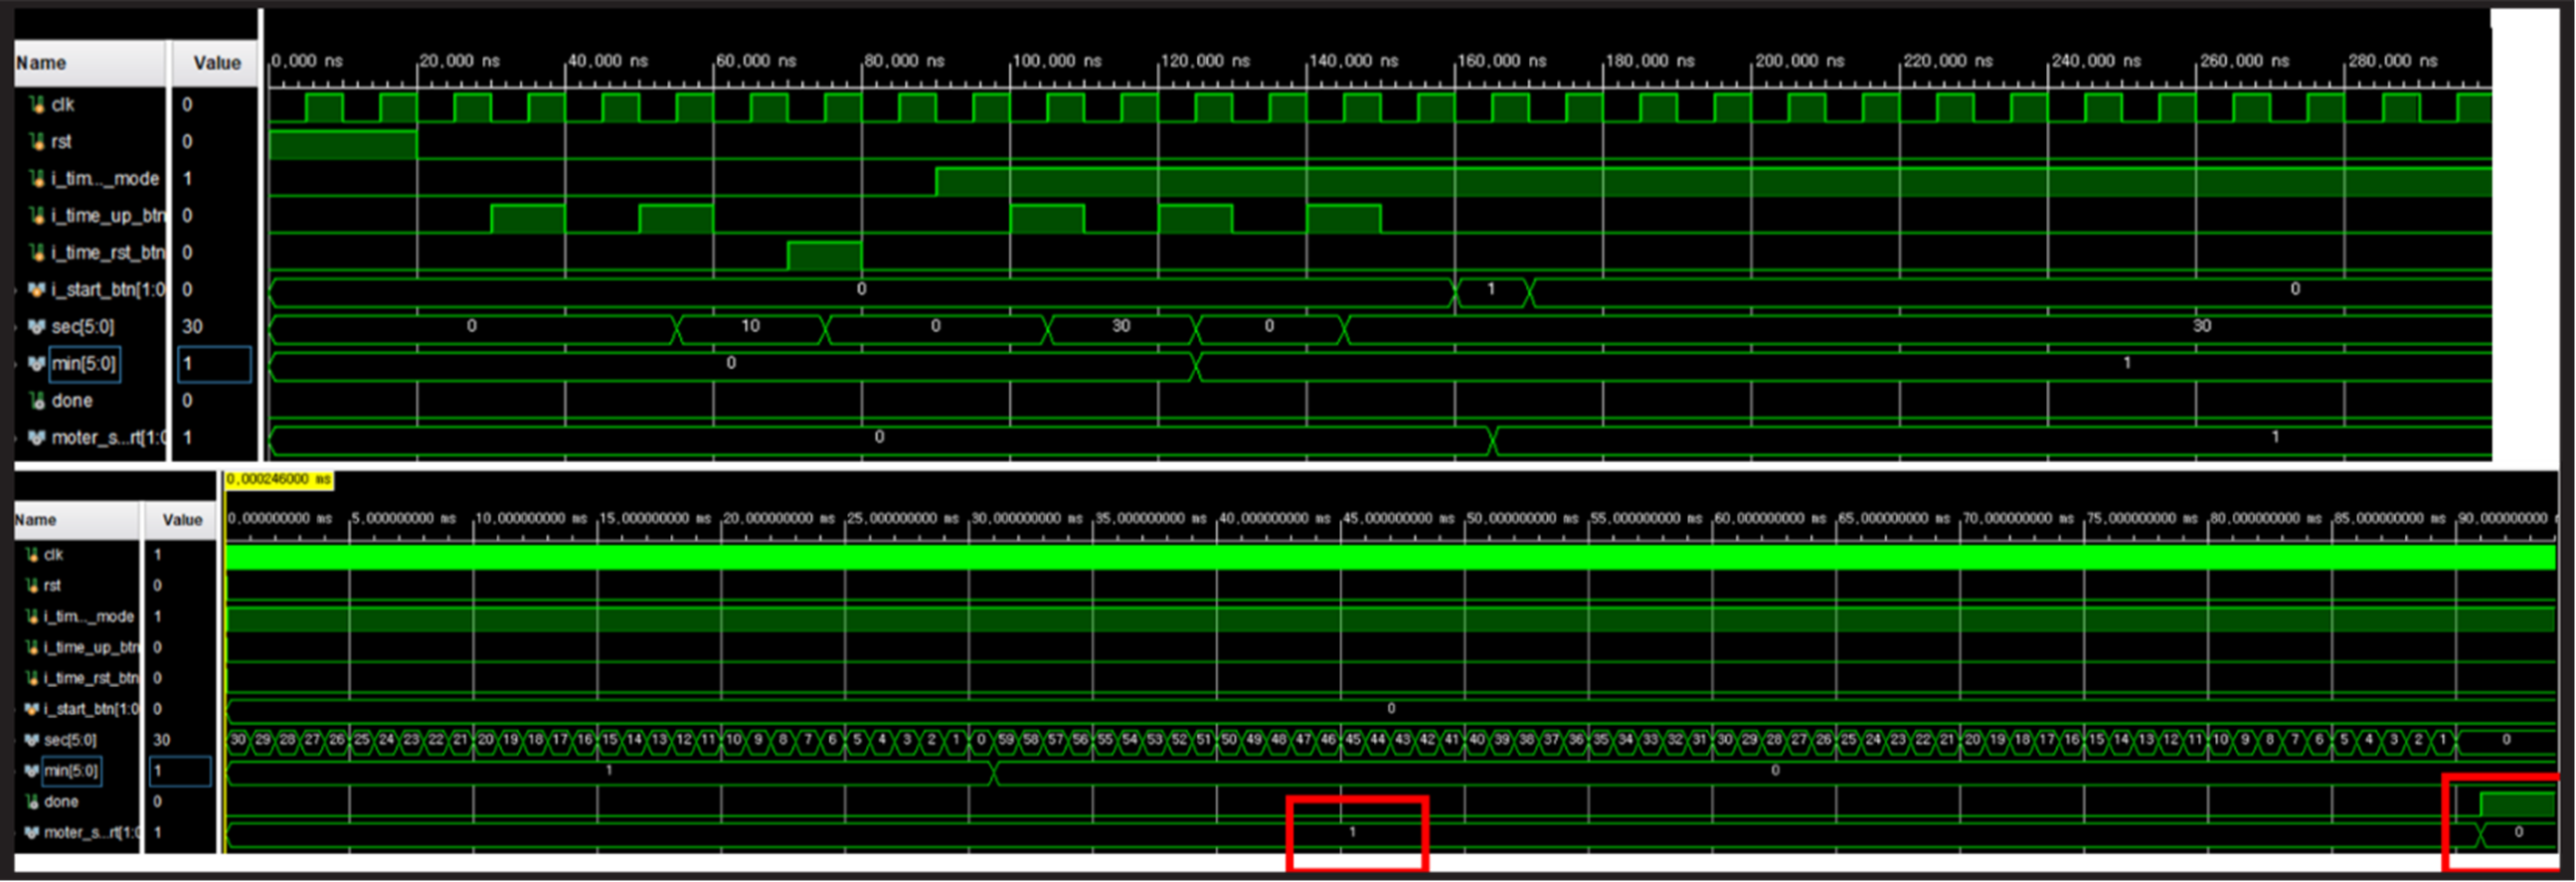 Name Value 0,000 ns 20,000 ns 40,000 ns 60,000 ns 80,000 ns 100,000 ns 120,000 ns 140,000 ns 160,000 ns 180,000 ns 200,000 ns 220,000 ns 240,000 ns 260,000 ns 280,000 ns
clk 0
rst 0
i_tim..._mode 1
i_time_up_btn 0
i_time_rst_btn 0
i_start_btn[1:0 0 0 1 0
sec[5:0] 30 0 10 0 30 0 30
min[5:0] 1 0 1
done 0
moter_s...rt[1:0 1 0 1
0,000246000 ms
Name Value 0,000000000 ms 5,000000000 ms 10,000000000 ms 15,000000000 ms 20,000000000 ms 25,000000000 ms 30,000000000 ms 35,000000000 ms 40,000000000 ms 45,000000000 ms 50,000000000 ms 55,000000000 ms 60,000000000 ms 65,000000000 ms 70,000000000 ms 75,000000000 ms 80,000000000 ms 85,000000000 ms 90,000000000
clk 1
rst 0
i_tim..._mode 1
i_time_up_btn 0
i_time_rst_btn 0
i_start_btn[1:0 0 0
sec[5:0] 30 30 29 28 27 26 25 24 23 22 21 20 19 18 17 16 15 14 13 12 11 10 9 8 7 6 5 4 3 2 1 0 59 58 57 56 55 54 53 52 51 50 49 48 47 46 45 44 43 42 41 40 39 38 37 36 35 34 33 32 31 30 29 28 27 26 25 24 23 22 21 20 19 18 17 16 15 14 13 12 11 10 9 8 7 6 5 4 3 2 1 0
min[5:0] 1 1 0
done 0
moter_s...rt[1:0 1 1 0